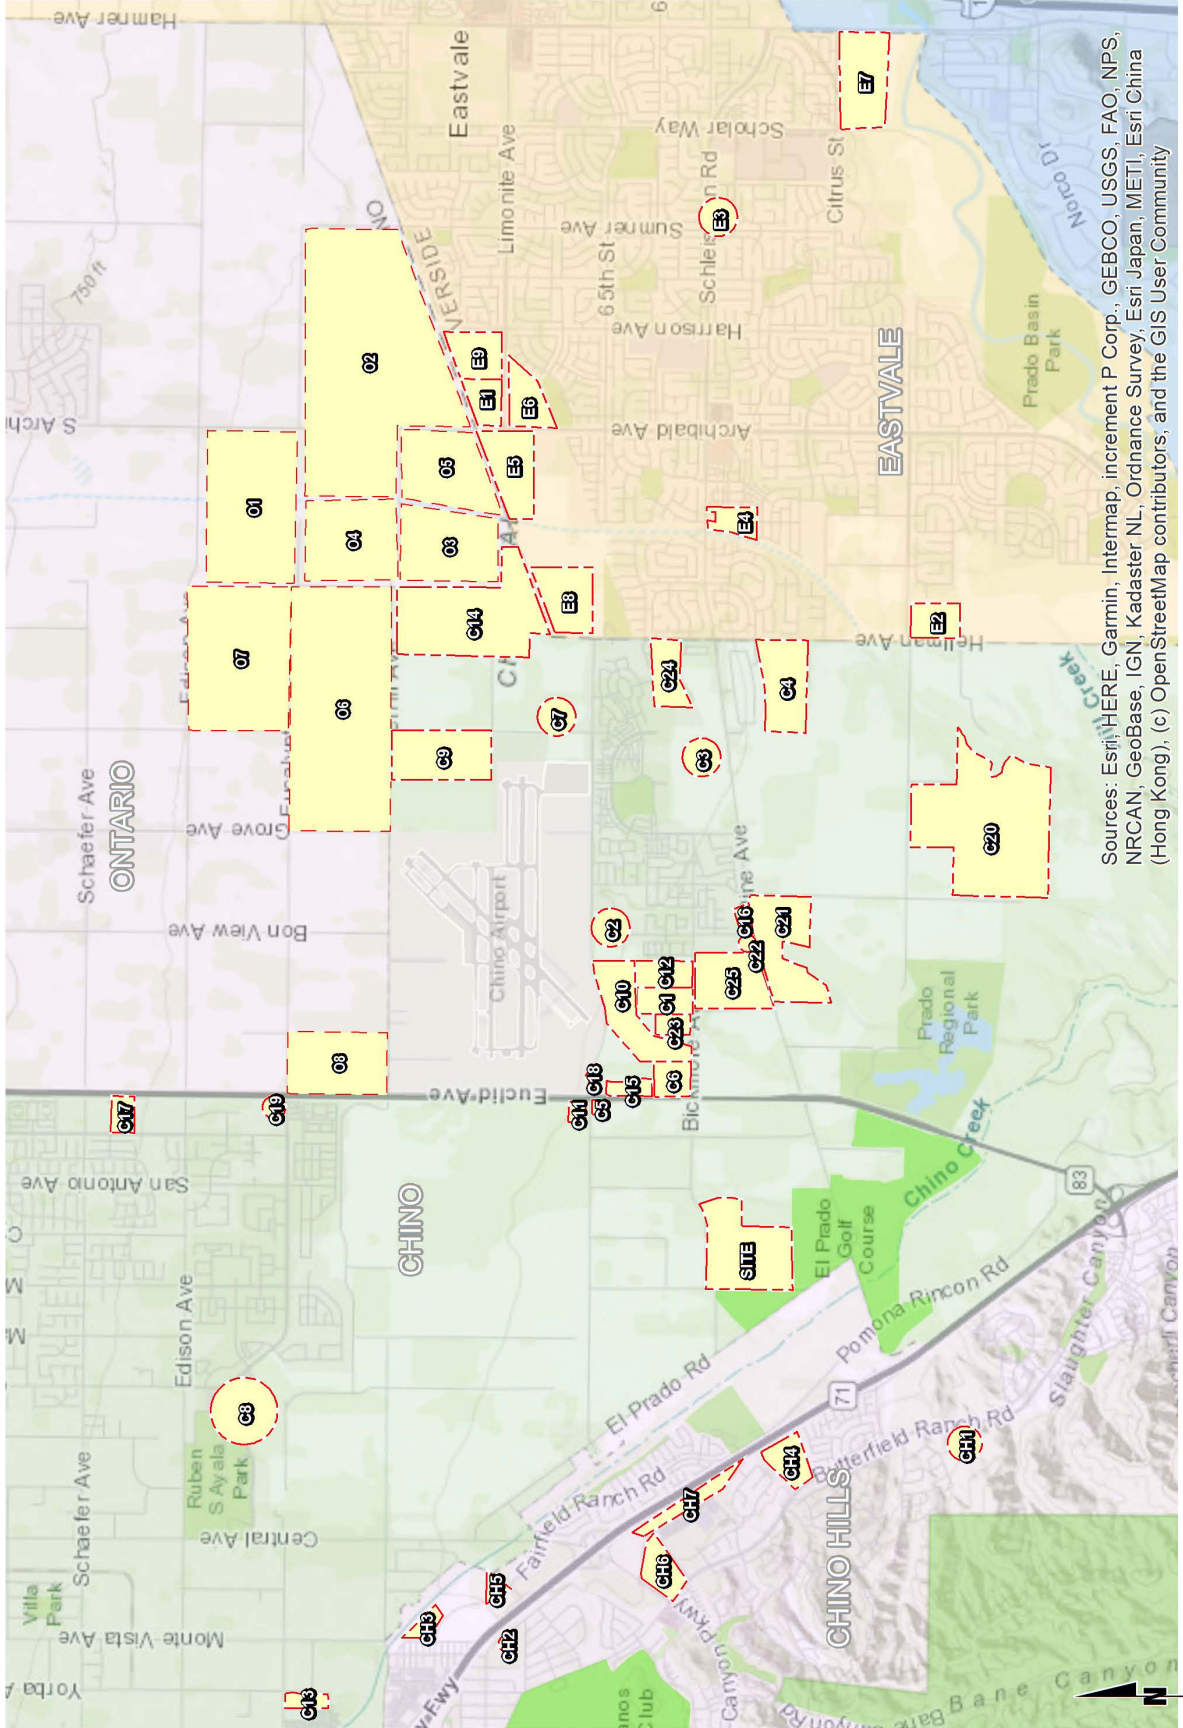 Hamner Ave
Eastvale
Scholar Way
E7
Norco Dr
Citrus St
Sumner Ave
E3
Limonite Ave
65th St
Harrison Ave
750 ft
O2
E9
E1
E6
EASTVALE
Prado Basin
Park
Archibald Ave
O1
O5
E5
O4
O3
E4
Schaefer Ave
ONTARIO
O7
O6
C14
E8
E2
Hellman Ave
C24
C4
C7
C9
C3
Grove Ave
C20
Chino Airport
Bon View Ave
C2
C16
C21
C22
C12
C10
C1
C25
C23
Prado
Regional
Park
O8
Euclid Ave
C18
C15
C6
C17
C19
C11
C5
San Antonio Ave
CHINO
Chino Creek
83
SITE
El Prado
Golf
Course
Edison Ave
Pomona Rincon Rd
Slaughter Canyon
El Prado Rd
71
C8
Ruben
S Ayala
Park
Schaefer Ave
Central Ave
Fairfield Ranch Rd
CH7
CH4
Butterfield Ranch Rd
CH1
CH6
CHINO HILLS
Villa
Park
Monte Vista Ave
CH3
CH5
CH2
C13
Bane Canyon
N
Sources: Esri, HERE, Garmin, Intermap, increment P Corp., GEBCO, USGS, FAO, NPS,
NRCAN, GeoBase, IGN, Kadaster NL, Ordnance Survey, Esri Japan, METI, Esri China
(Hong Kong), (c) OpenStreetMap contributors, and the GIS User Community